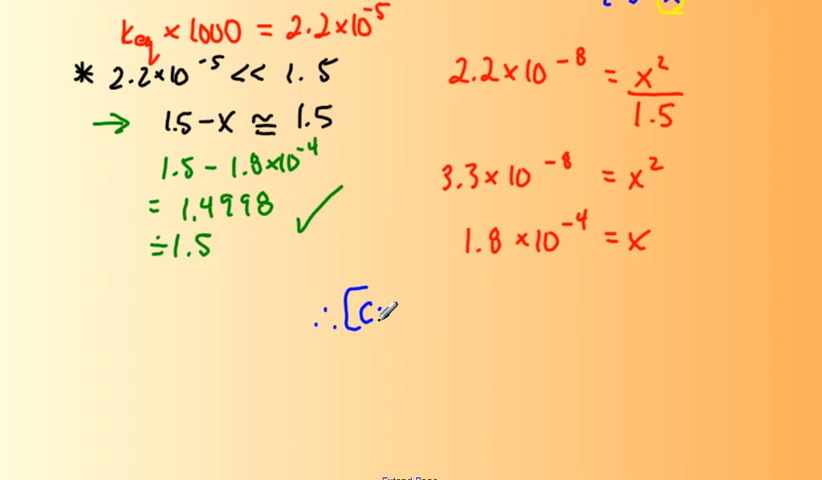 Keq × 1000 = 2.2×10⁻⁵
* 2.2×10⁻⁵ << 1.5
→ 1.5 - x ≅ 1.5
1.5 - 1.8×10⁻⁴
= 1.4998 ✓
≑ 1.5
2.2×10⁻⁸ = x²/1.5
3.3×10⁻⁸ = x²
1.8×10⁻⁴ = x
∴ [C
Extend Page